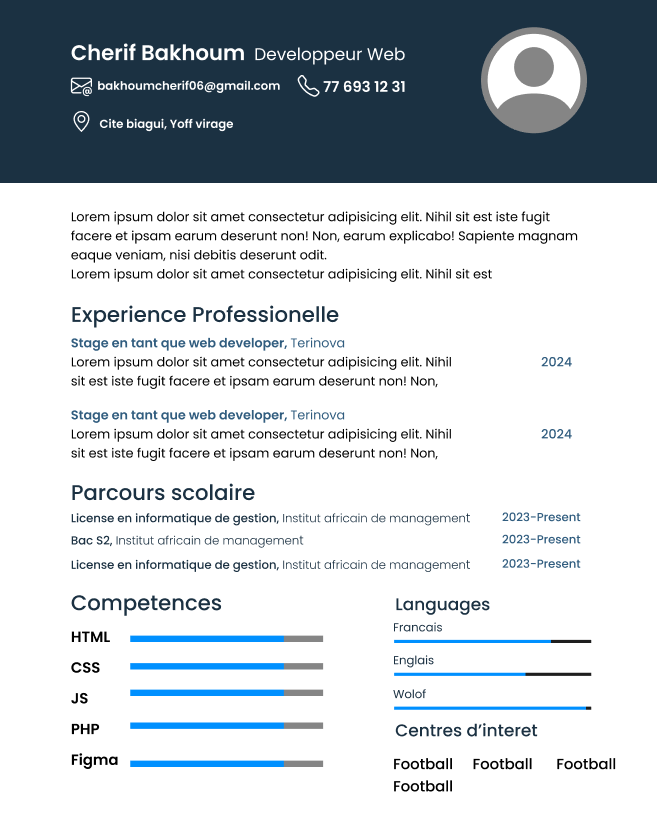 Cherif Bakhoum Developpeur Web
bakhoumcherif06@gmail.com 77 693 12 31
Cite biagui, Yoff virage
Lorem ipsum dolor sit amet consectetur adipisicing elit. Nihil sit est iste fugit
facere et ipsam earum deserunt non! Non, earum explicabo! Sapiente magnam
eaque veniam, nisi debitis deserunt odit.
Lorem ipsum dolor sit amet consectetur adipisicing elit. Nihil sit est
Experience Professionelle
Stage en tant que web developer, Terinova
Lorem ipsum dolor sit amet consectetur adipisicing elit. Nihil 2024
sit est iste fugit facere et ipsam earum deserunt non! Non,
Stage en tant que web developer, Terinova
Lorem ipsum dolor sit amet consectetur adipisicing elit. Nihil 2024
sit est iste fugit facere et ipsam earum deserunt non! Non,
Parcours scolaire
License en informatique de gestion, Institut africain de management 2023-Present
Bac S2, Institut africain de management 2023-Present
License en informatique de gestion, Institut africain de management 2023-Present
Competences
HTML
CSS
JS
PHP
Figma
Languages
Francais
Englais
Wolof
Centres d’interet
Football Football Football
Football